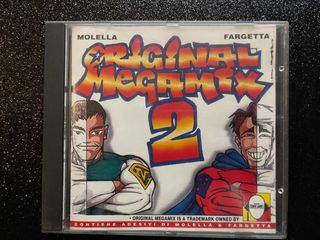 MOLELLA FARGETTA
ORIGINAL
MEGAMIX
2
• ORIGINAL MEGAMIX IS A TRADEMARK OWNED BY
CONTIENE ADESIVI DI MOLELLA & FARGETTA